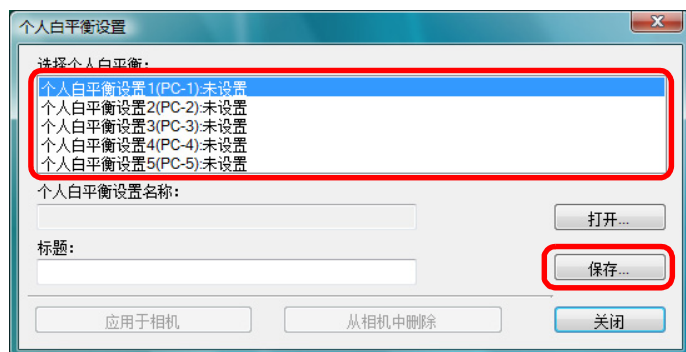 个人白平衡设置
选择个人白平衡：
个人白平衡设置1(PC-1):未设置
个人白平衡设置2(PC-2):未设置
个人白平衡设置3(PC-3):未设置
个人白平衡设置4(PC-4):未设置
个人白平衡设置5(PC-5):未设置
个人白平衡设置名称：
打开...
标题：
保存...
应用于相机
从相机中删除
关闭